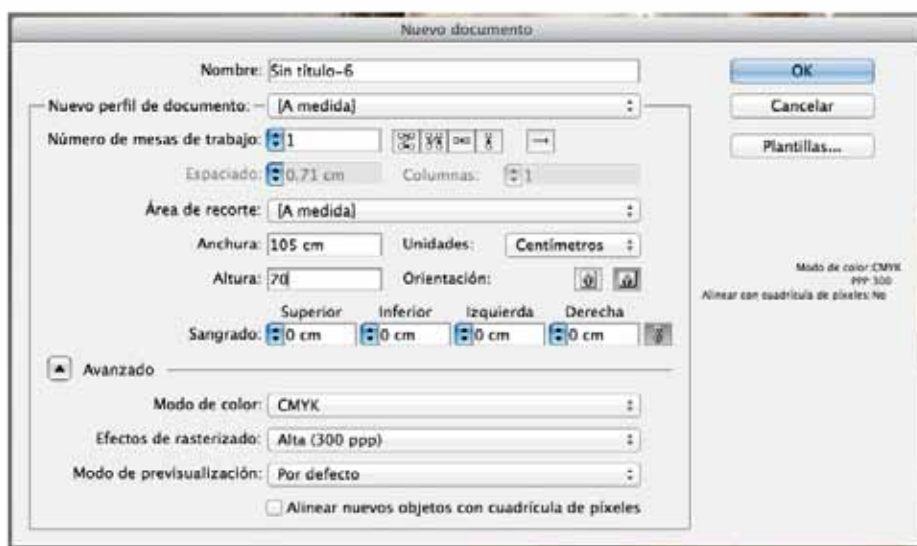 Nuevo documento
Nombre: Sin título-6
OK
Nuevo perfil de documento: [A medida]
Cancelar
Número de mesas de trabajo: 1
Plantillas...
Espaciado: 0,71 cm Columnas: 1
Área de recorte: [A medida]
Anchura: 105 cm Unidades: Centímetros
Altura: 70 Orientación:
Modo de color:CMYK
PPP:300
Alinear con cuadrícula de píxeles:No
Superior Inferior Izquierda Derecha
Sangrado: 0 cm 0 cm 0 cm 0 cm
Avanzado
Modo de color: CMYK
Efectos de rasterizado: Alta (300 ppp)
Modo de previsualización: Por defecto
Alinear nuevos objetos con cuadrícula de píxeles